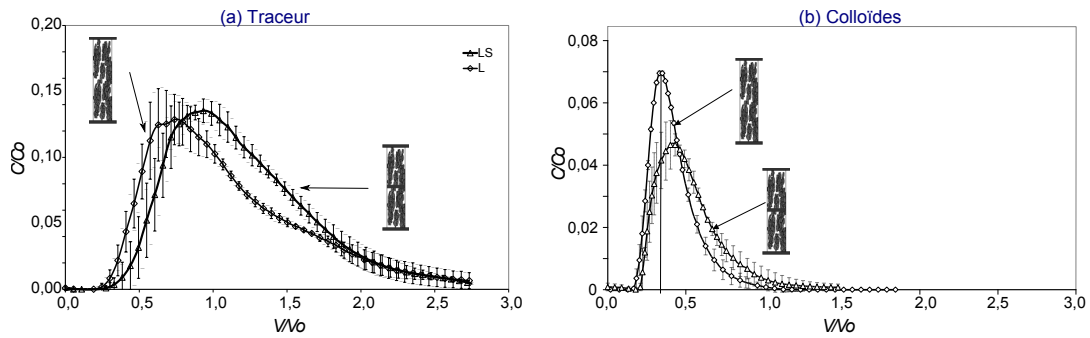 (a) Traceur
0,20
0,15
0,10
0,05
0,00
C/Co
0,0 0,5 1,0 1,5 2,0 2,5 3,0
V/Vo
LS
L
(b) Colloïdes
0,08
0,06
0,04
0,02
0
C/Co
0,0 0,5 1,0 1,5 2,0 2,0 3,0
V/Vo